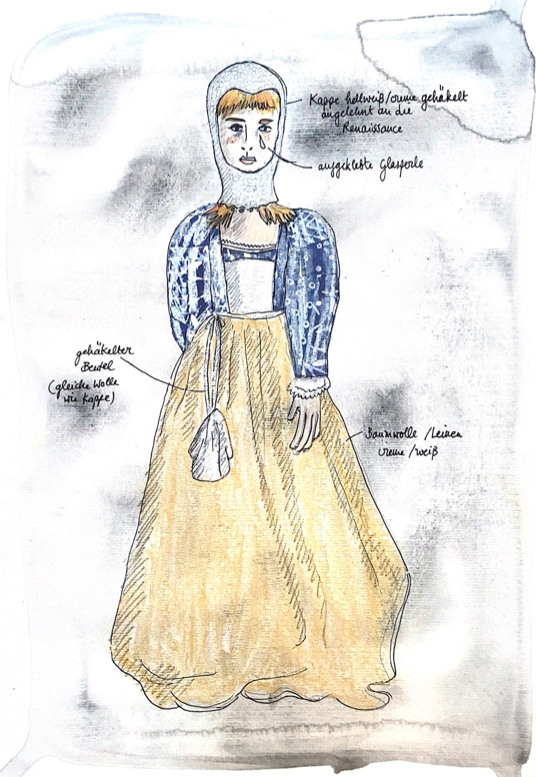 Kappe hellweiß/creme gehäkelt
angelehnt an die
Renaissance
aufgeklebte Glasperle
gehäkelter
Beutel
(gleiche Wolle
wie Kappe)
Baumwolle /Leinen
creme /weiß